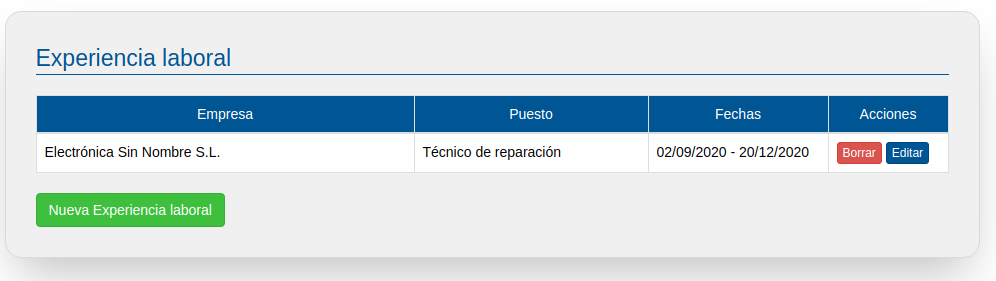 Experiencia laboral
Empresa Puesto Fechas Acciones
Electrónica Sin Nombre S.L. Técnico de reparación 02/09/2020 - 20/12/2020 Borrar Editar
Nueva Experiencia laboral